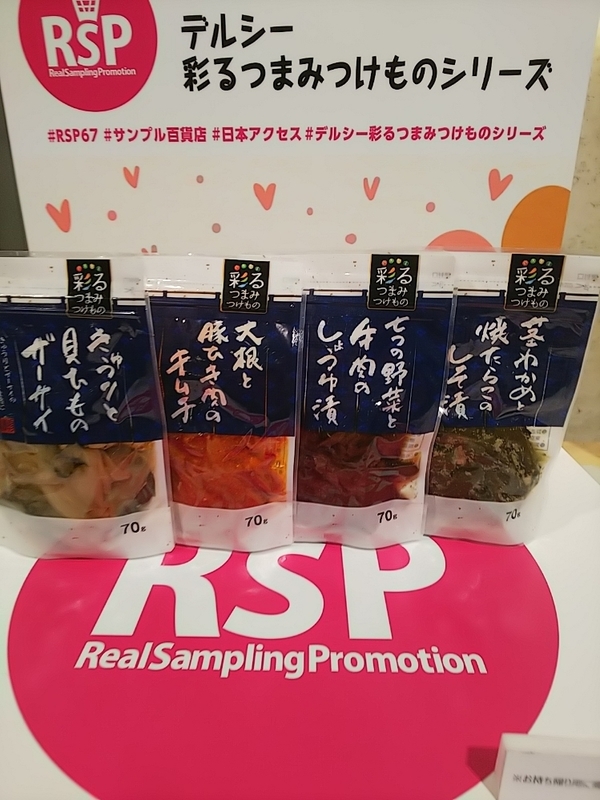 RSP
RealSamplingPromotion
デルシー
彩るつまみつけものシリーズ
#RSP67 #サンプル百貨店 #日本アクセス #デルシー彩るつまみつけものシリーズ
彩る
つまみ
つけもの
きゅうりと
貝ひもの
ザーサイ
70g
彩る
つまみ
つけもの
大根と
豚ひき肉の
キムチ
70g
彩る
つまみ
つけもの
七つの野菜と
牛肉の
しょうゆ漬
70g
彩る
つまみ
つけもの
茎わかめと
焼たらこの
しそ漬
70g
RSP
RealSamplingPromotion
※お持ち帰り用に